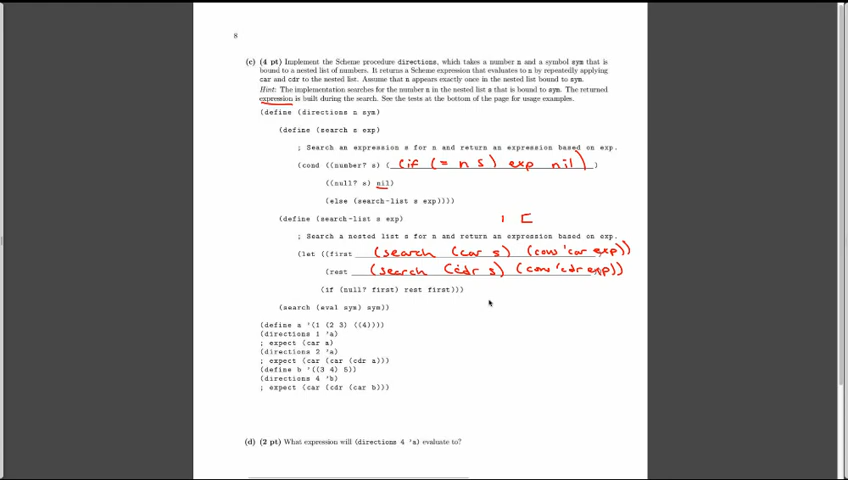 8
(c) (4 pt) Implement the Scheme procedure directions, which takes a number n and a symbol sym that is
bound to a nested list of numbers. It returns a Scheme expression that evaluates to n by repeatedly applying
car and cdr to the nested list. Assume that n appears exactly once in the nested list bound to sym.
Hint: The implementation searches for the number n in the nested list s that is bound to sym. The returned
expression is built during the search. See the tests at the bottom of the page for usage examples.
(define (directions n sym)
(define (search s exp)
; Search an expression s for n and return an expression based on exp.
(cond ((number? s) ( (if (= n s) exp nil) )
((null? s) nil)
(else (search-list s exp))))
(define (search-list s exp)
1 [
; Search a nested list s for n and return an expression based on exp.
(let ((first (search (car s) (cons 'car exp))
(rest (search (cdr s) (cons 'cdr exp))
(if (null? first) rest first)))
(search (eval sym) sym))
(define a '(1 (2 3) ((4))))
(directions 1 'a)
; expect (car a)
(directions 2 'a)
; expect (car (car (cdr a)))
(define b '((3 4) 5))
(directions 4 'b)
; expect (car (cdr (car b)))
(d) (2 pt) What expression will (directions 4 'a) evaluate to?